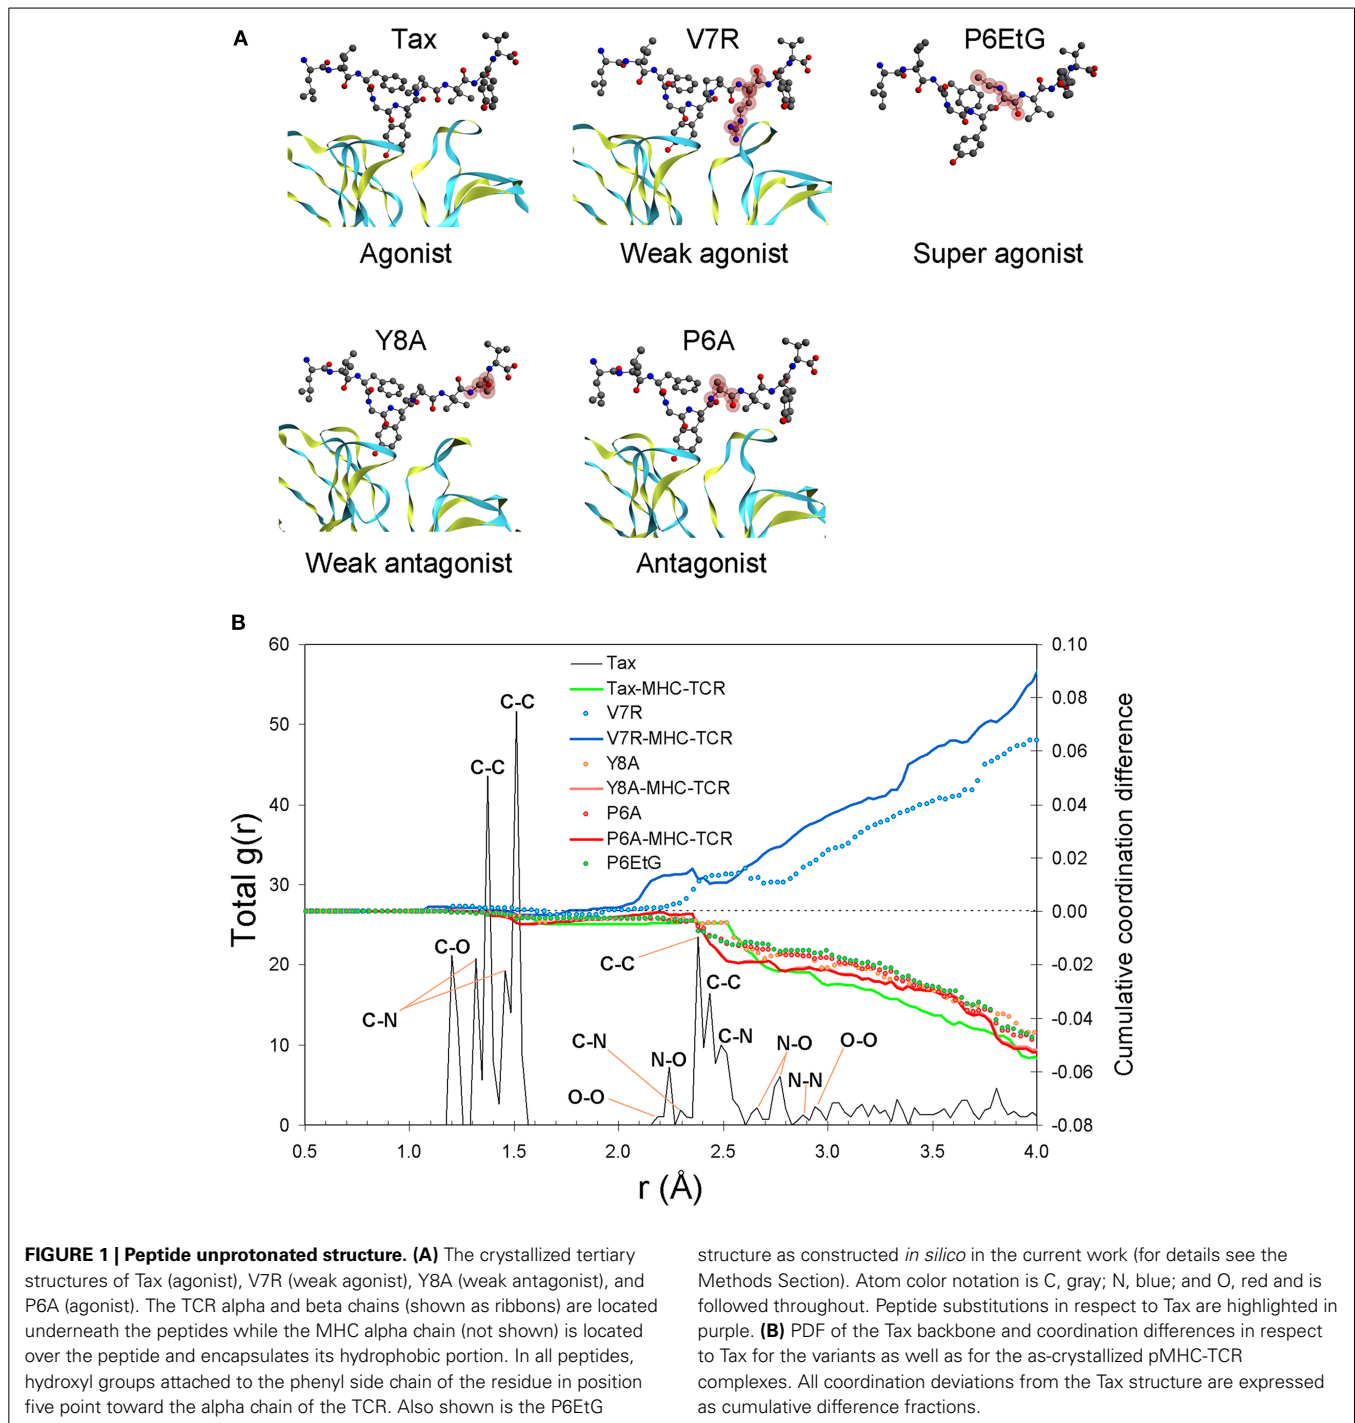 A
Tax
V7R
P6EtG
Agonist
Weak agonist
Super agonist
Y8A
P6A
Weak antagonist
Antagonist
B
60
50
40
30
20
10
0
Total g(r)
0.10
0.08
0.06
0.04
0.02
0.00
-0.02
-0.04
-0.06
-0.08
Cumulative coordination difference
Tax
Tax-MHC-TCR
V7R
V7R-MHC-TCR
Y8A
Y8A-MHC-TCR
P6A
P6A-MHC-TCR
P6EtG
C-C
C-C
C-O
C-N
C-C
C-C
C-N
C-N
N-O
N-O
O-O
N-N
O-O
0.5 1.0 1.5 2.0 2.5 3.0 3.5 4.0
r (Å)
FIGURE 1 | Peptide unprotonated structure. (A) The crystallized tertiary
structures of Tax (agonist), V7R (weak agonist), Y8A (weak antagonist), and
P6A (agonist). The TCR alpha and beta chains (shown as ribbons) are located
underneath the peptides while the MHC alpha chain (not shown) is located
over the peptide and encapsulates its hydrophobic portion. In all peptides,
hydroxyl groups attached to the phenyl side chain of the residue in position
five point toward the alpha chain of the TCR. Also shown is the P6EtG
structure as constructed in silico in the current work (for details see the
Methods Section). Atom color notation is C, gray; N, blue; and O, red and is
followed throughout. Peptide substitutions in respect to Tax are highlighted in
purple. (B) PDF of the Tax backbone and coordination differences in respect
to Tax for the variants as well as for the as-crystallized pMHC-TCR
complexes. All coordination deviations from the Tax structure are expressed
as cumulative difference fractions.